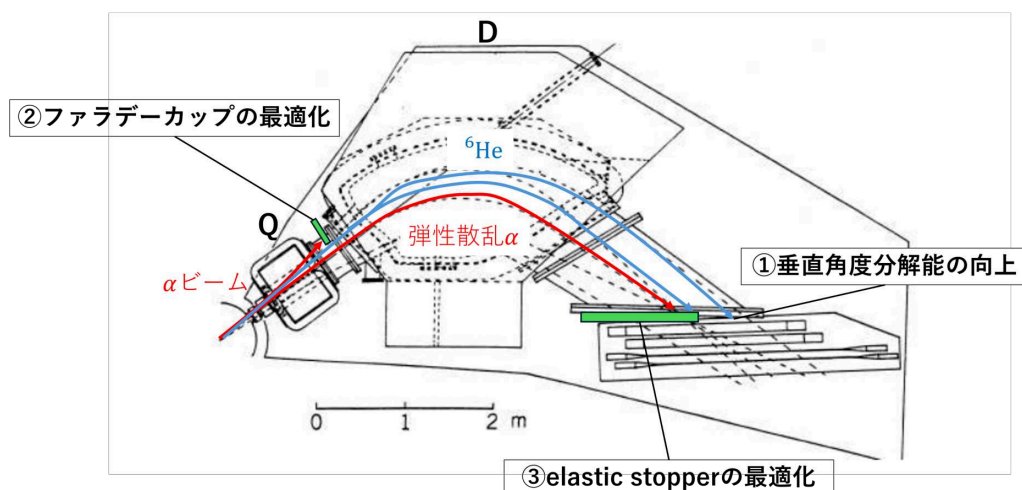 D
②ファラデーカップの最適化
⁶He
Q
弾性散乱α
αビーム
①垂直角度分解能の向上
0 1 2 m
③elastic stopperの最適化